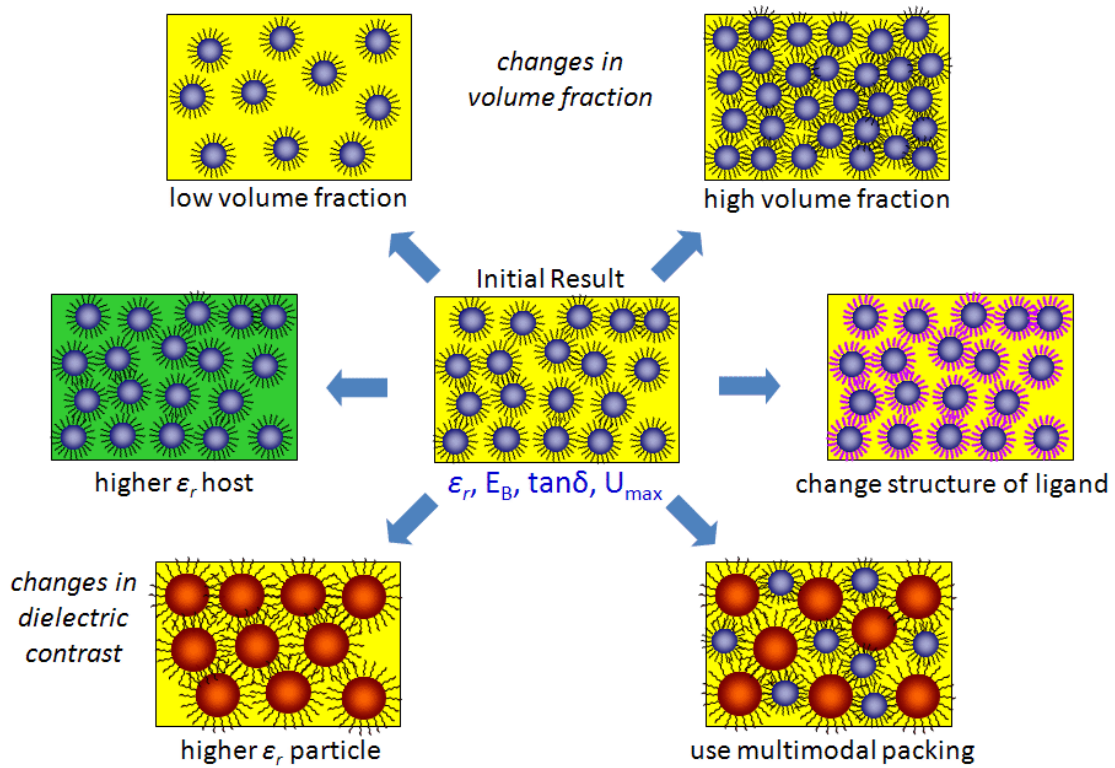 changes in
volume fraction
low volume fraction
high volume fraction
Initial Result
higher εr host
εr, EB, tanδ, Umax
change structure of ligand
changes in
dielectric
contrast
higher εr particle
use multimodal packing